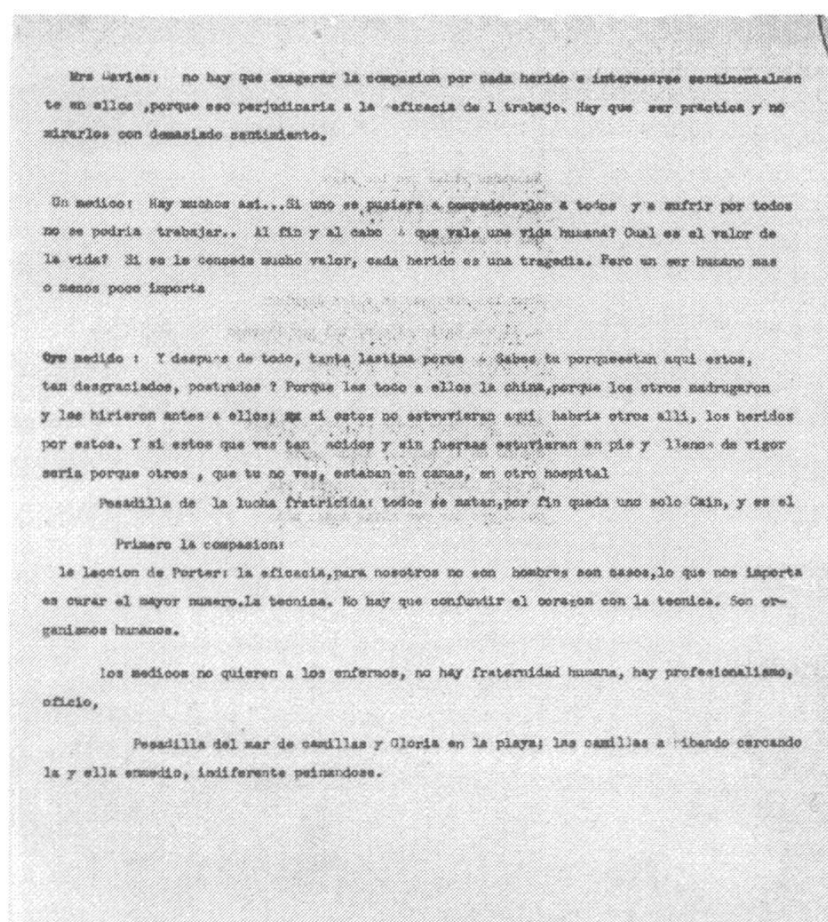 Mrs Davies: no hay que exagerar la compasion por cada herido e interesarse sentimentalmen
te en ellos ,porque eso perjudicaria a la eficacia de l trabajo. Hay que ser practica y no
mirarlos con demasiado sentimiento.
Un medico: Hay muchos asi...Si uno se pusiera a compadecerlos a todos y a sufrir por todos
no se podria trabajar.. Al fin y al cabo que vale una vida humana? Cual es el valor de
la vida? Si se le concede mucho valor, cada herido es una tragedia. Pero un ser humano mas
o menos poco importa
medido : Y despues de todo, tanta lastima Sabes tu porqueestan aqui estos,
tan desgraciados, postrados ? Porque les toco a ellos la china,porque los otros madrugaron
y les hirieron antes a ellos; si estos no estvuvieran aqui habria otros alli, los heridos
por estos. Y si estos que ves tan acidos y sin fuerzas estuvieran en pie y llenos de vigor
seria porque otros , que tu no ves, estaban en camas, en otro hospital
Pesadilla de la lucha fratricida: todos se matan,por fin queda uno solo Cain, y es el
Primero la compasion:
le leccion de Porter: la eficacia,para nosotros no son hombres son casos,lo que nos importa
es curar el mayor numero.La tecnica. No hay que confundir el corazon con la tecnica. Son or-
ganismos humanos.
Los medicos no quieren a los enfermos, no hay fraternidad humana, hay profesionalismo,
oficio,
Pesadilla del mar de camillas y Gloria en la playa; las camillas a ribando cercando
la y ella enmedio, indiferente peinandose.